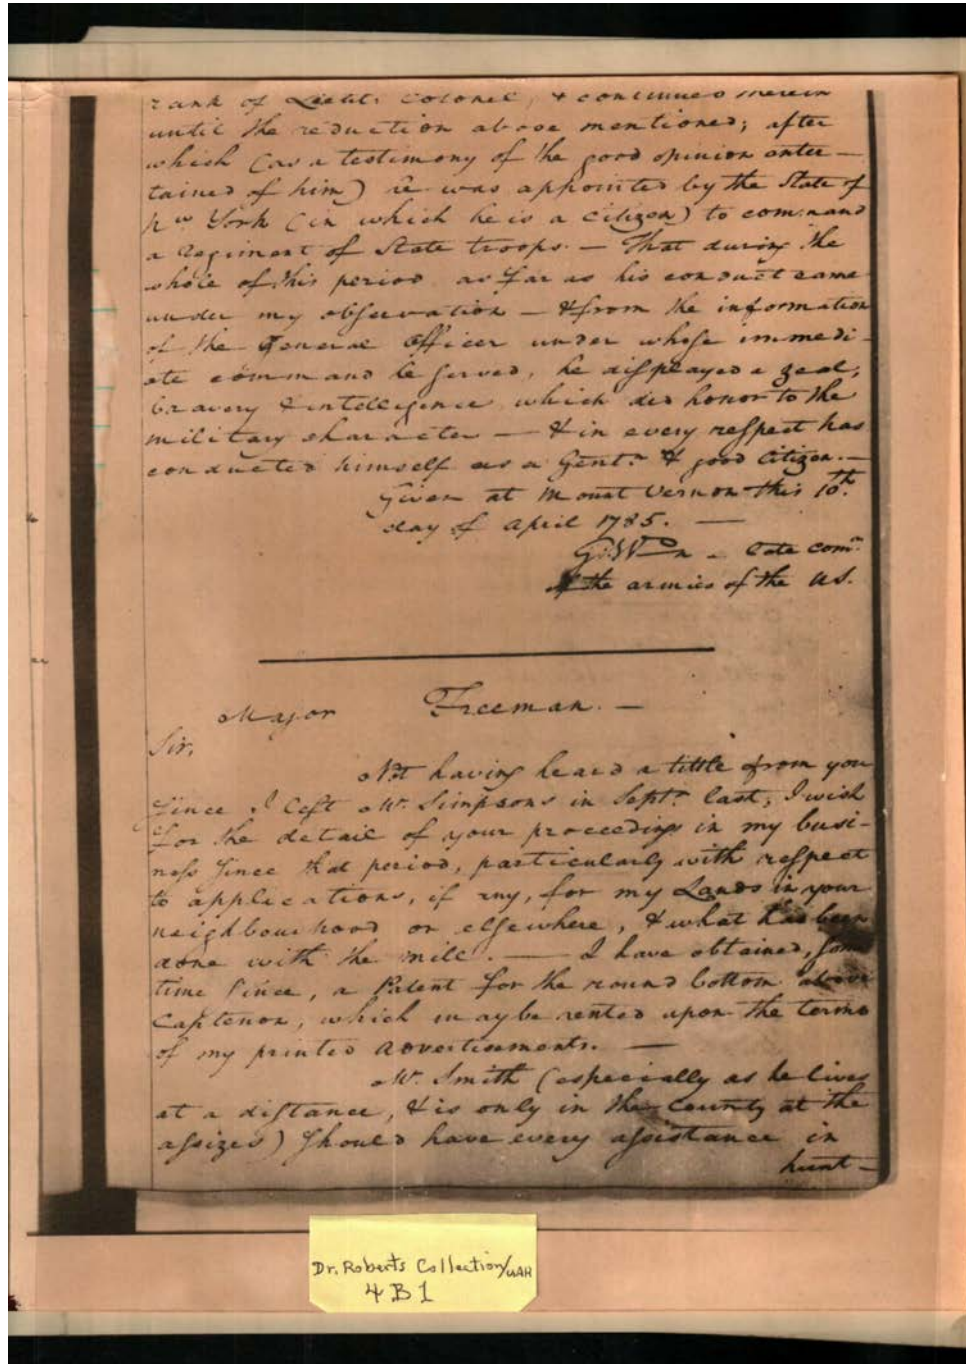 rank of Lieutt. Colonel, & continued therein
until the reduction above mentioned; after
which (as a testimony of the good opinion enter-
tained of him) he was appointed by the State of
Nw. York (in which he is a citizen) to command
a Regiment of State troops. — That during the
whole of this period as far as his conduct came
under my observation — & from the information
of the General Officer under whose immedi-
ate command he served, he displayed a zeal,
bravery & intelligence which did honor to the
military character — & in every respect has
conducted himself as a Gentn. & good citizen. —
Given at Mount Vernon this 10th.
day of April 1785. —
G: W——n late comr.
of the armies of the US.
Major Freeman. —
Sir,
Not having heard a tittle from you
since I left Mr. Simpsons in Septr. last, I wish
for the detail of your proceedings in my busi-
ness since that period, particularly with respect
to applications, if any, for my Lands in your
neighbourhood or elsewhere, & what has been
done with the mill. — I have obtained, some
time since, a Patent for the round bottom above
Captenon, which may be rented upon the terms
of my printed advertisements. —
Mr. Smith (especially as he lives
at a distance, & is only in the County at the
assizes) should have every assistance in
hunt-
Dr. Roberts Collection/UAH
4B1